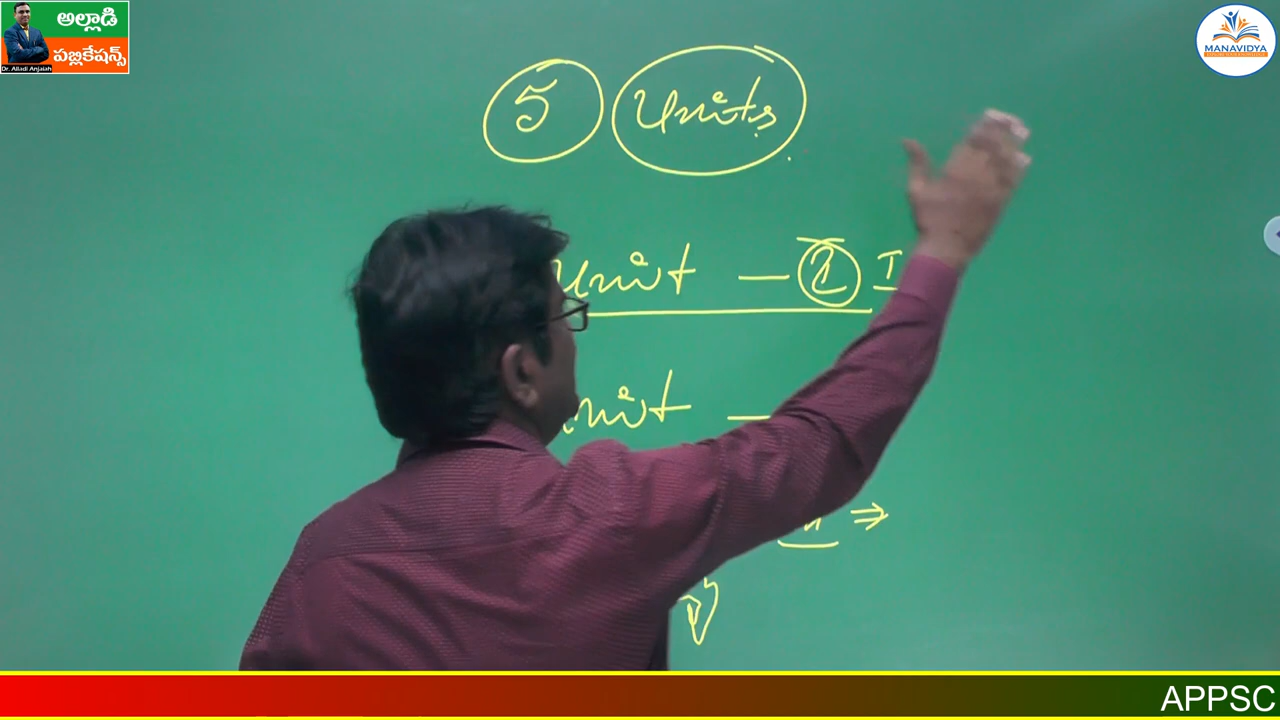 అల్లాడి
పబ్లికేషన్స్
Dr. Alladi Anjaiah
MANAVIDYA
5 Units
Unit — 1 I
Unit —
⇒
APPSC